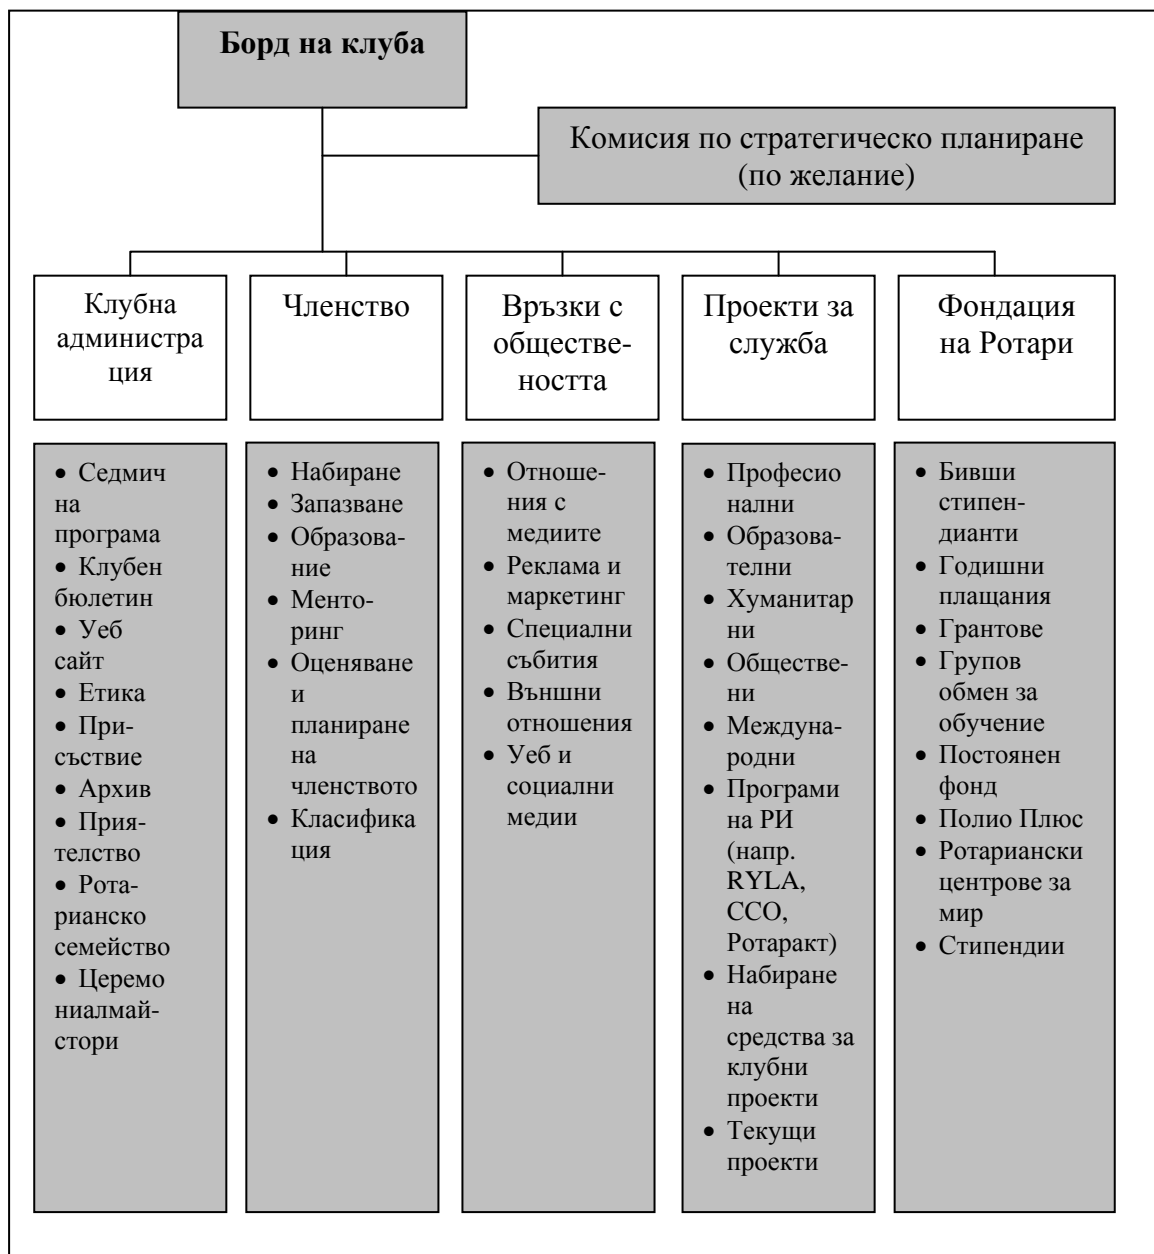 Борд на клуба
Комисия по стратегическо планиране
(по желание)
Клубна
администра
ция
Членство
Връзки с
обществе-
ността
Проекти за
служба
Фондация
на Ротари
• Седмич
на
програма
• Клубен
бюлетин
• Уеб
сайт
• Етика
• При-
съствие
• Архив
• Прия-
телство
• Рота-
рианско
семейство
• Церемо
ниалмай-
стори
• Набиране
• Запазване
• Образова-
ние
• Менто-
ринг
• Оценяване
и
планиране
на
членството
• Класифика
ция
• Отноше-
ния с
медиите
• Реклама и
маркетинг
• Специални
събития
• Външни
отношения
• Уеб и
социални
медии
• Професио
нални
• Образова-
телни
• Хуманитар
ни
• Обществе-
ни
• Междуна-
родни
• Програми
на РИ
(напр.
RYLA,
ССО,
Ротаракт)
• Набиране
на
средства за
клубни
проекти
• Текущи
проекти
• Бивши
стипен-
дианти
• Годишни
плащания
• Грантове
• Групов
обмен за
обучение
• Постоянен
фонд
• Полио Плюс
• Ротариански
центрове за
мир
• Стипендии